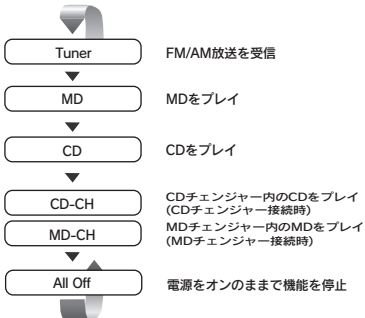 Tuner FM/AM放送を受信
MD MDをプレイ
CD CDをプレイ
CD-CH CDチェンジャー内のCDをプレイ
(CDチェンジャー接続時)
MD-CH MDチェンジャー内のMDをプレイ
(MDチェンジャー接続時)
All Off 電源をオンのままで機能を停止